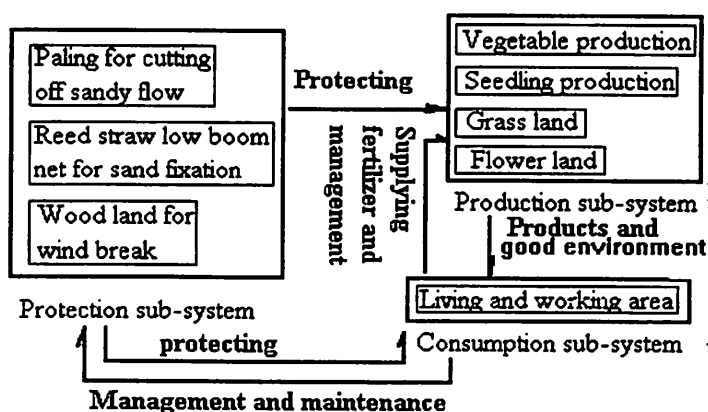 Paling for cutting
off sandy flow
Reed straw low boom
net for sand fixation
Wood land for
wind break
Protection sub-system
Protecting
Supplying
fertilizer and
management
Vegetable production
Seedling production
Grass land
Flower land
Production sub-system
Products and
good environment
Living and working area
Consumption sub-system
protecting
Management and maintenance